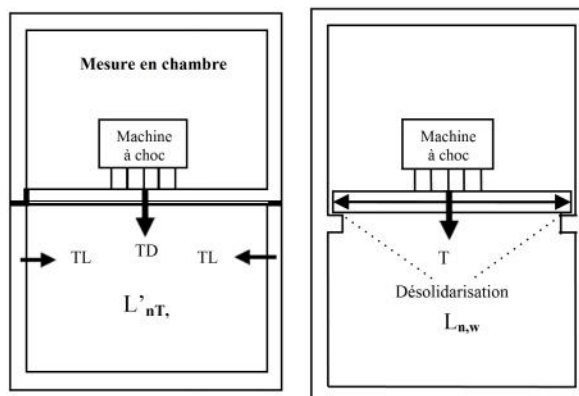 Mesure en chambre
Machine
à choc
TL
TD
TL
L'nT,
Machine
à choc
T
Désolidarisation
Ln,w